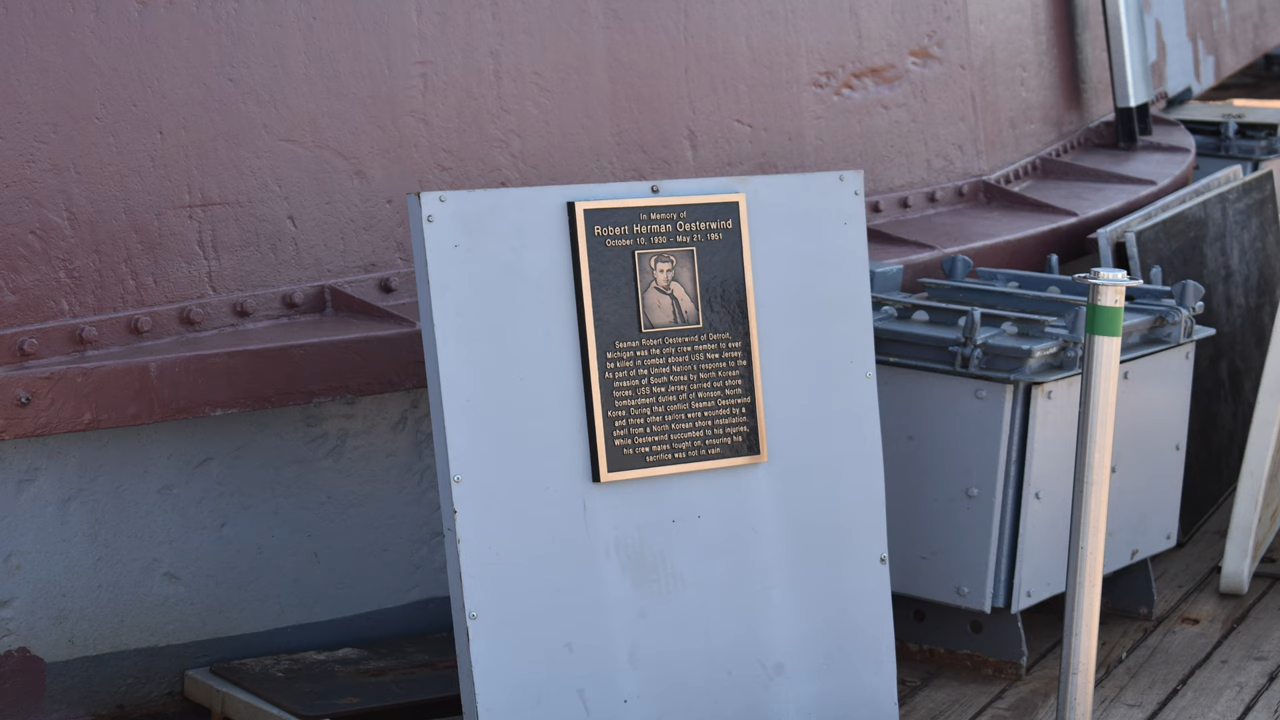 In Memory of
Robert Herman Oesterwind
October 10, 1930 – May 21, 1951
Seaman Robert Oesterwind of Detroit,
Michigan was the only crew member to ever
be killed in combat aboard USS New Jersey.
As part of the United Nation's response to the
invasion of South Korea by North Korean
forces, USS New Jersey carried out shore
bombardment duties off of Wonson, North
Korea. During that conflict Seaman Oesterwind
and three other sailors were wounded by a
shell from a North Korean shore installation.
While Oesterwind succumbed to his injuries,
his crew mates fought on, ensuring his
sacrifice was not in vain.